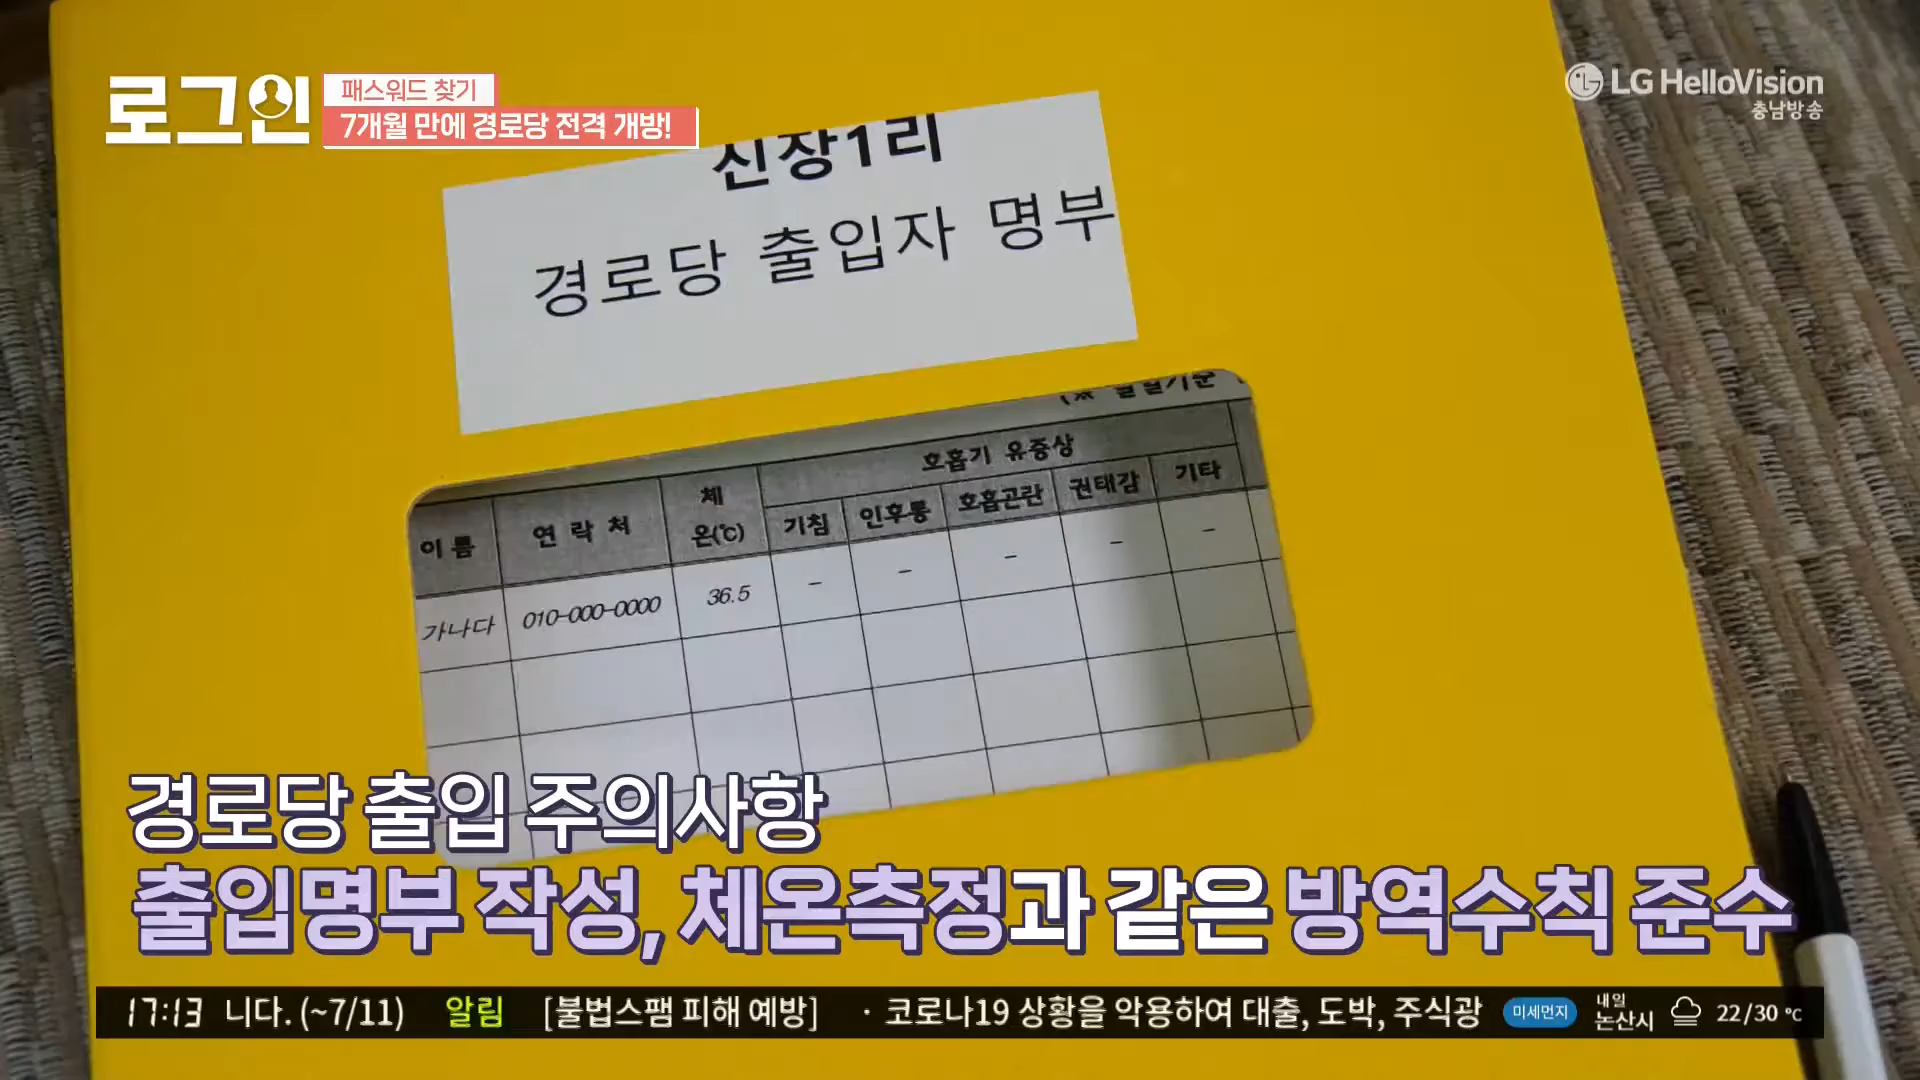 로그인
패스워드 찾기
7개월 만에 경로당 전격 개방!
LG HelloVision
충남방송
신장1리
경로당 출입자 명부
호흡기 유증상
이름 연락처 체온(℃) 기침 인후통 호흡곤란 권태감 기타
가나다 010-000-0000 36.5 - - - - -
경로당 출입 주의사항
출입명부 작성, 체온측정과 같은 방역수칙 준수
17:13 니다. (~7/11) 알림 [불법스팸 피해 예방] · 코로나19 상황을 악용하여 대출, 도박, 주식광 미세먼지 내일 논산시 22/30 ℃